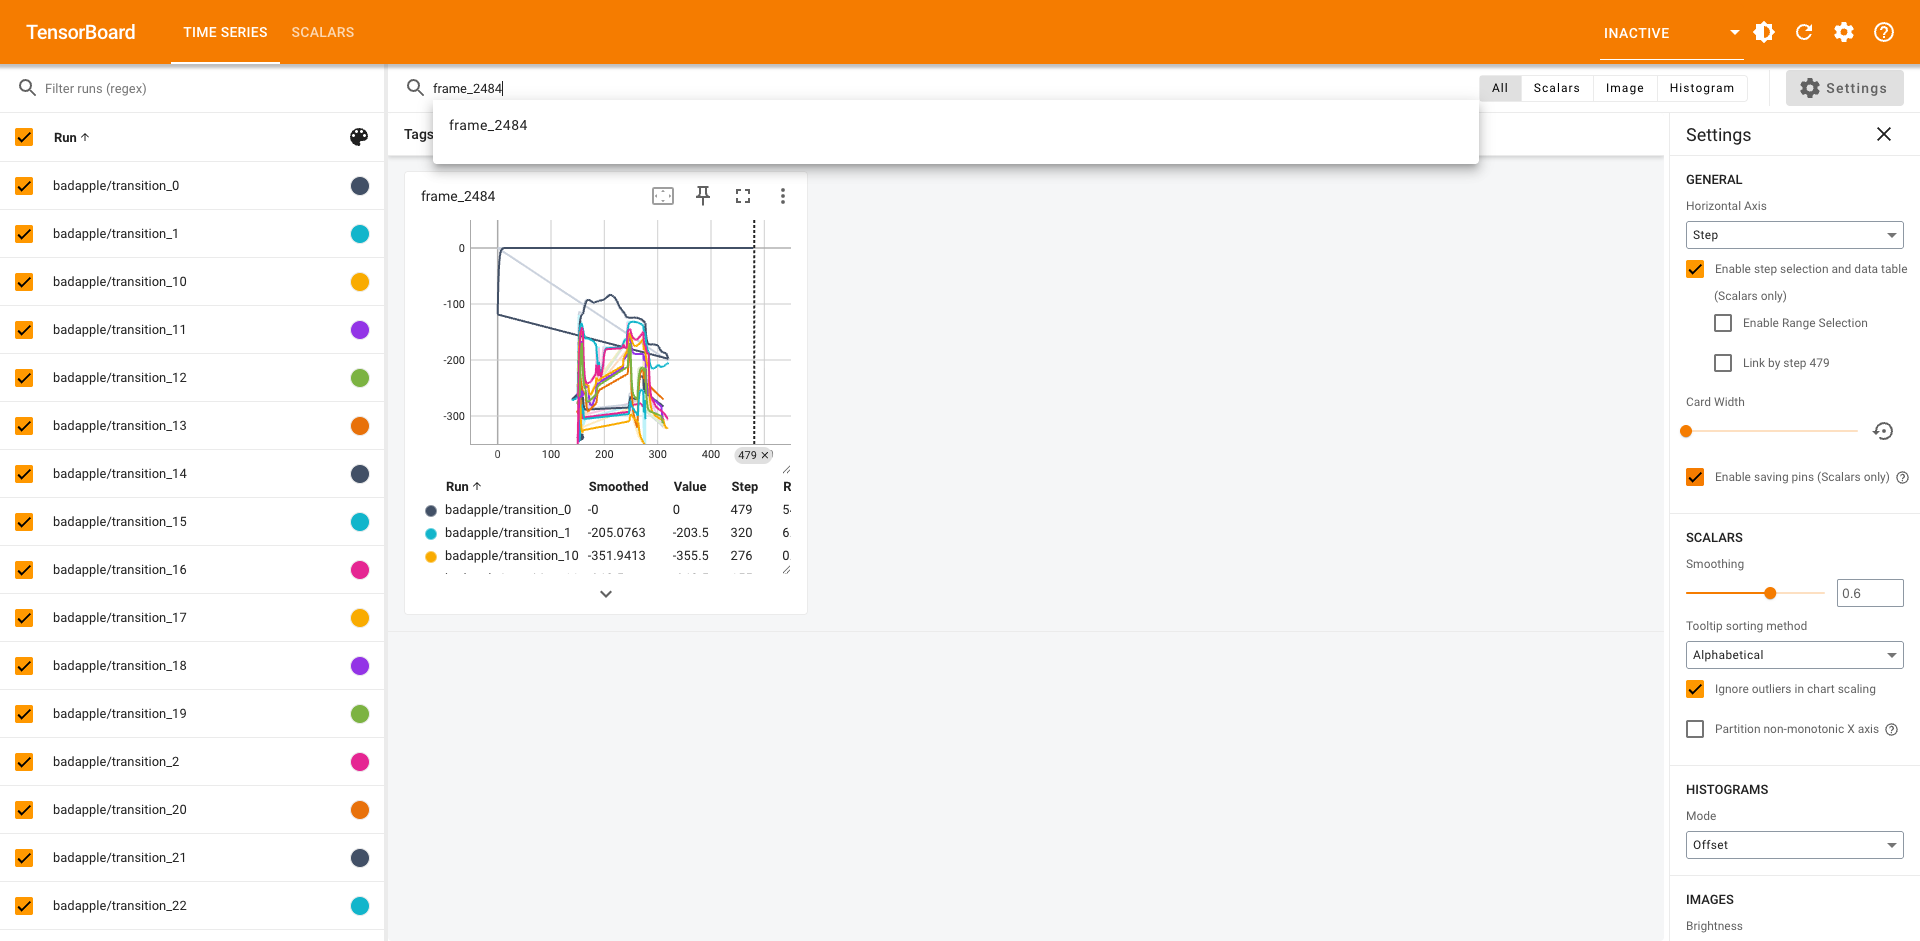 TensorBoard
TIME SERIES
SCALARS
INACTIVE
Filter runs (regex)
frame_2484
All
Scalars
Image
Histogram
Settings
frame_2484
Tags
Run
badapple/transition_0
badapple/transition_1
badapple/transition_10
badapple/transition_11
badapple/transition_12
badapple/transition_13
badapple/transition_14
badapple/transition_15
badapple/transition_16
badapple/transition_17
badapple/transition_18
badapple/transition_19
badapple/transition_2
badapple/transition_20
badapple/transition_21
badapple/transition_22
frame_2484
0
-100
-200
-300
0 100 200 300 400 479
Run Smoothed Value Step R
badapple/transition_0 -0 0 479
badapple/transition_1 -205.0763 -203.5 320 6
badapple/transition_10 -351.9413 -355.5 276 0
Settings
GENERAL
Horizontal Axis
Step
Enable step selection and data table
(Scalars only)
Enable Range Selection
Link by step 479
Card Width
Enable saving pins (Scalars only)
SCALARS
Smoothing
0.6
Tooltip sorting method
Alphabetical
Ignore outliers in chart scaling
Partition non-monotonic X axis
HISTOGRAMS
Mode
Offset
IMAGES
Brightness